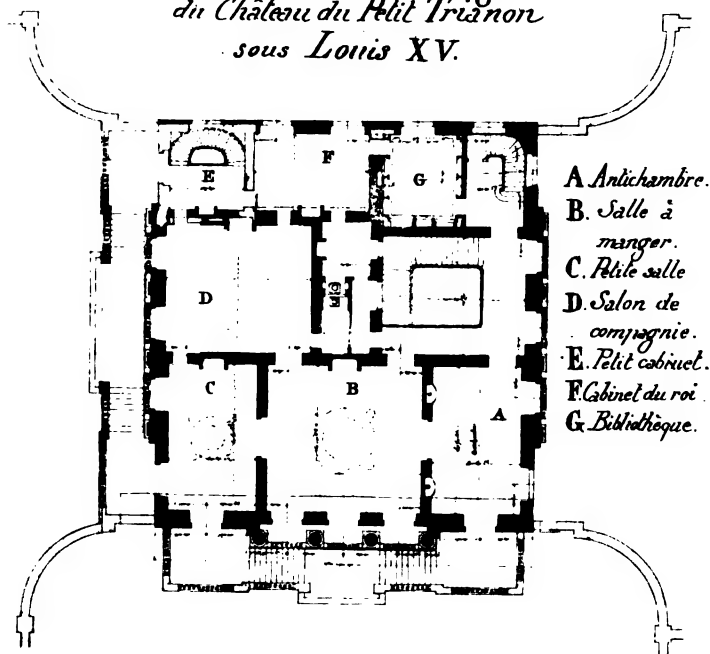 du Château du Petit Trianon
sous Louis XV.
E
F
G
D
C
B
A
A. Antichambre.
B. Salle à
manger.
C. Petite salle
D. Salon de
compagnie.
E. Petit cabinet.
F. Cabinet du roi
G. Bibliothèque.